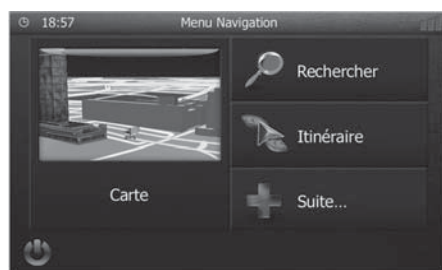 18:57 Menu Navigation
Rechercher
Itinéraire
Carte
Suite...